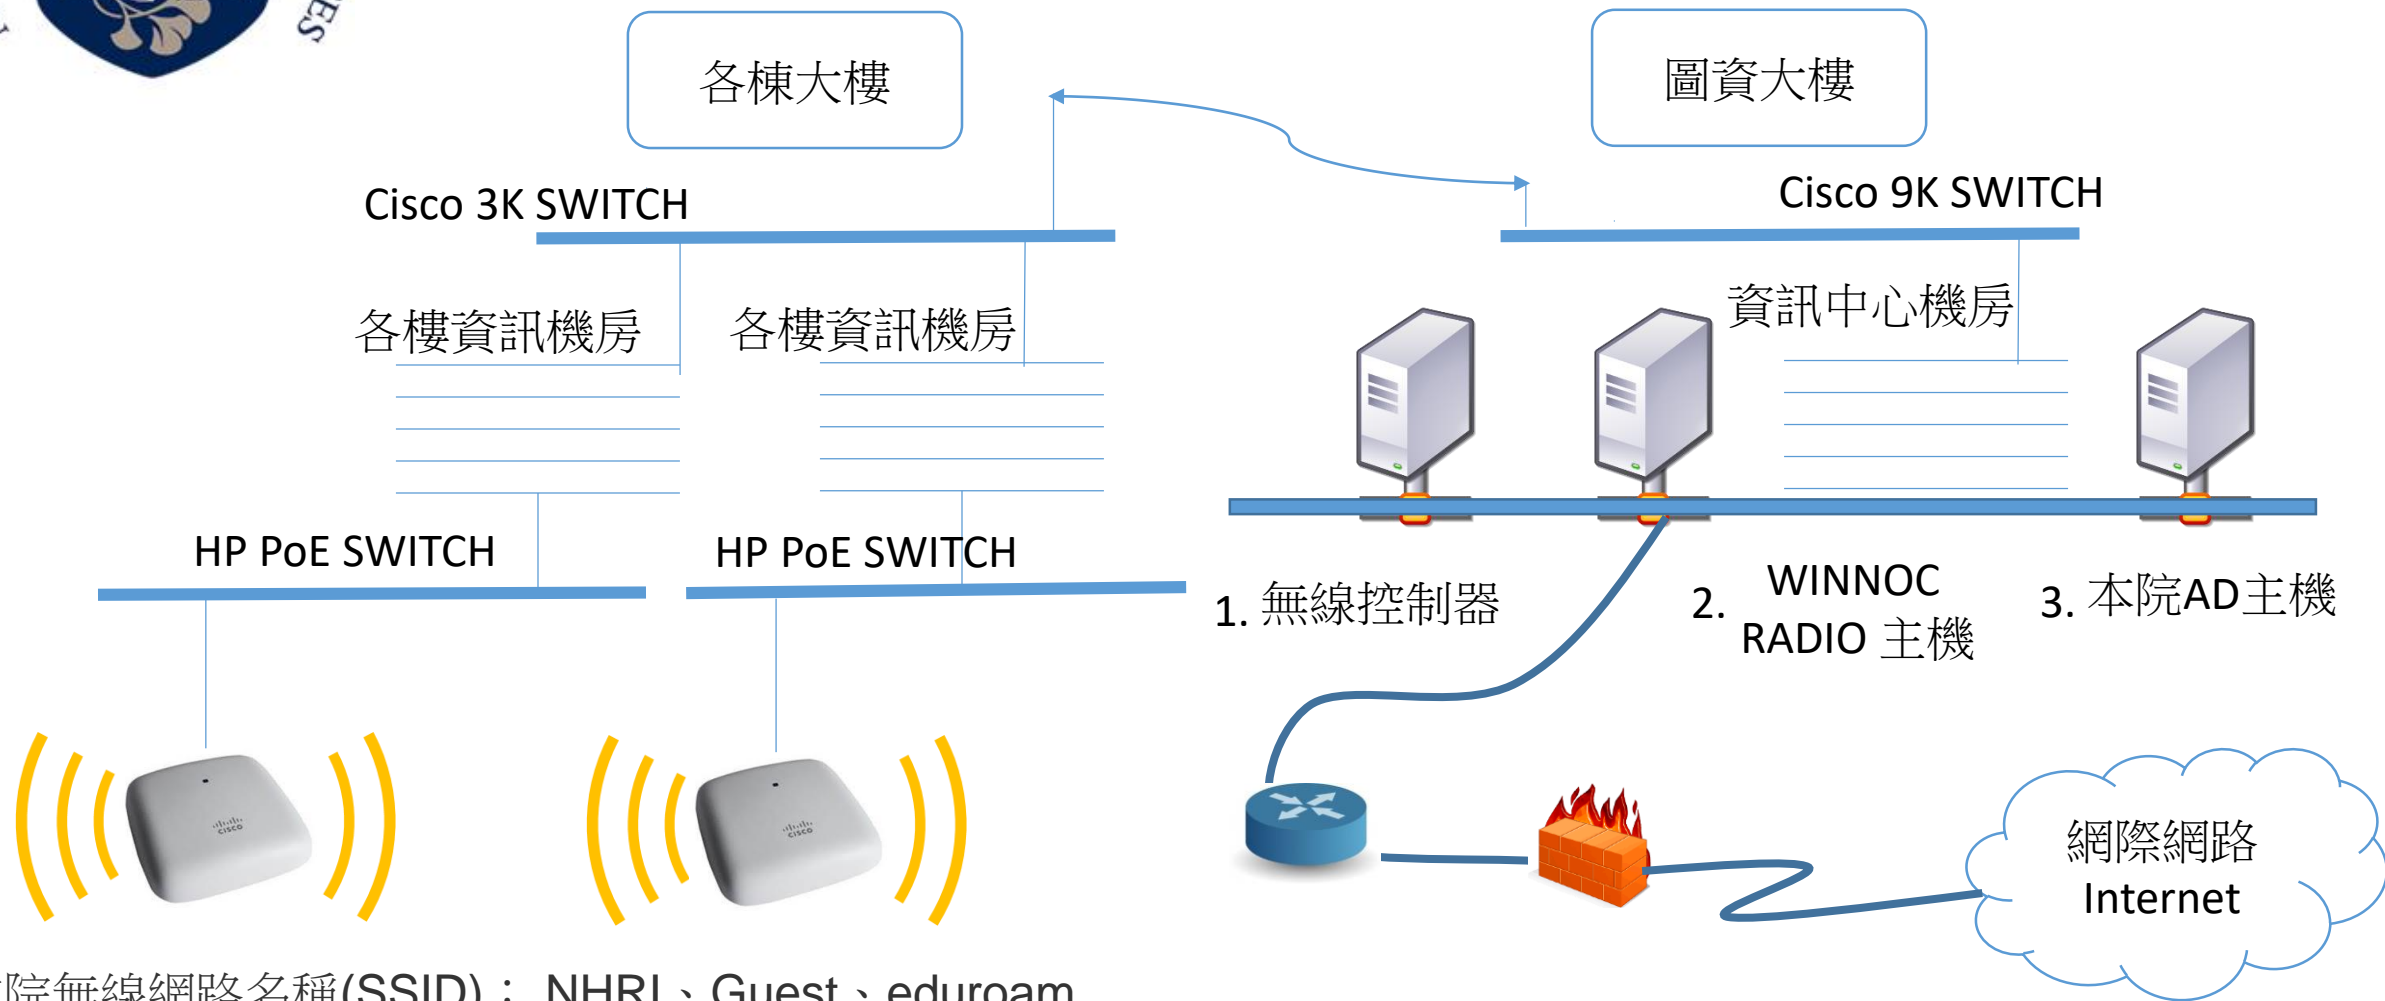 各棟大樓
圖資大樓
Cisco 3K SWITCH
Cisco 9K SWITCH
各樓資訊機房
各樓資訊機房
資訊中心機房
HP PoE SWITCH
HP PoE SWITCH
1. 無線控制器
2. WINNOC
RADIO 主機
3. 本院AD主機
cisco
cisco
網際網路
Internet
院無線網路名稱(SSID)： NHRI、Guest、eduroam